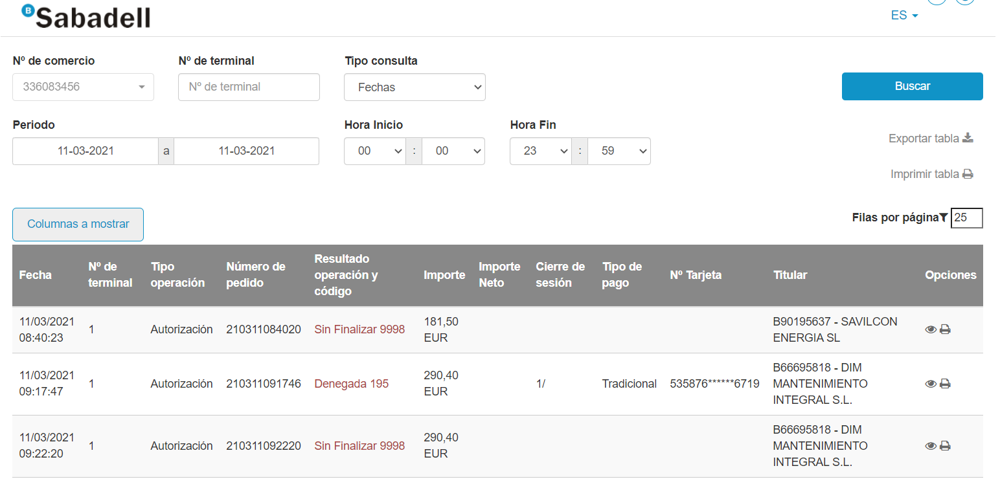 B Sabadell
ES
Nº de comercio
Nº de terminal
Tipo consulta
336083456
Nº de terminal
Fechas
Buscar
Periodo
Hora Inicio
Hora Fin
11-03-2021 a 11-03-2021
00 : 00
23 : 59
Exportar tabla
Imprimir tabla
Columnas a mostrar
Filas por página 25
Fecha
Nº de
terminal
Tipo
operación
Número de
pedido
Resultado
operación y
código
Importe
Importe
Neto
Cierre de
sesión
Tipo de
pago
Nº Tarjeta
Titular
Opciones
11/03/2021
08:40:23
1
Autorización
210311084020
Sin Finalizar 9998
181,50
EUR
B90195637 - SAVILCON
ENERGIA SL
11/03/2021
09:17:47
1
Autorización
210311091746
Denegada 195
290,40
EUR
1/
Tradicional
535876******6719
B66695818 - DIM
MANTENIMIENTO
INTEGRAL S.L.
11/03/2021
09:22:20
1
Autorización
210311092220
Sin Finalizar 9998
290,40
EUR
B66695818 - DIM
MANTENIMIENTO
INTEGRAL S.L.